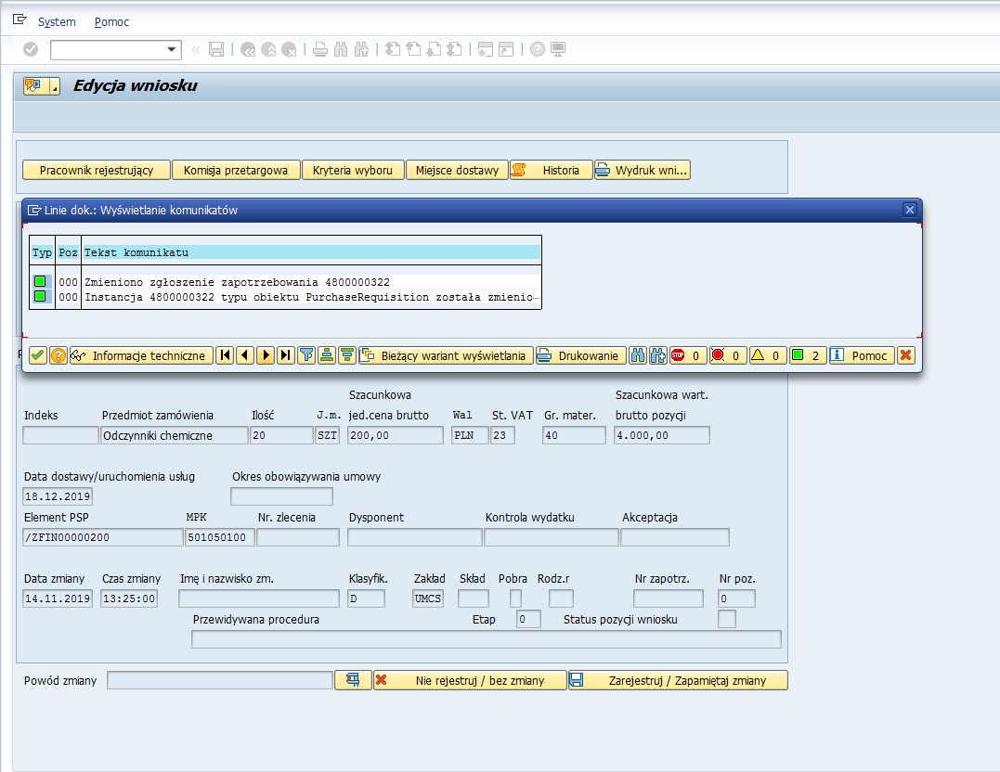 System Pomoc
Edycja wniosku
Pracownik rejestrujący Komisja przetargowa Kryteria wyboru Miejsce dostawy Historia Wydruk wni...
Linie dok.: Wyświetlanie komunikatów
Typ Poz Tekst komunikatu
000 Zmieniono zgłoszenie zapotrzebowania 4800000322
000 Instancja 4800000322 typu obiektu PurchaseRequisition została zmienio…
Informacje techniczne Bieżący wariant wyświetlania Drukowanie STOP 0 0 0 2 Pomoc
Szacunkowa Szacunkowa wart.
Indeks Przedmiot zamówienia Ilość J.m. jed.cena brutto Wal St. VAT Gr. mater. brutto pozycji
Odczynniki chemiczne 20 SZT 200,00 PLN 23 40 4.000,00
Data dostawy/uruchomienia usług Okres obowiązywania umowy
18.12.2019
Element PSP MPK Nr. zlecenia Dysponent Kontrola wydatku Akceptacja
/ZFIN00000200 501050100
Data zmiany Czas zmiany Imę i nazwisko zm. Klasyfik. Zakład Skład Pobra Rodz.r Nr zapotrz. Nr poz.
14.11.2019 13:25:00 D UMCS 0
Przewidywana procedura Etap 0 Status pozycji wniosku
Powód zmiany Nie rejestruj / bez zmiany Zarejestruj / Zapamiętaj zmiany